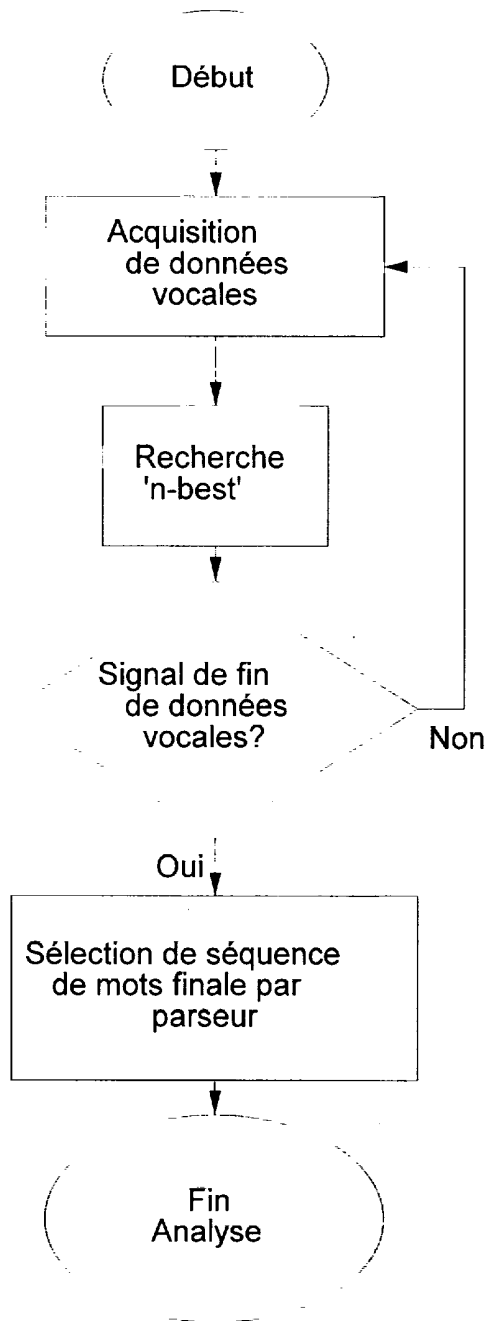 Début
Acquisition
de données
vocales
Recherche
'n-best'
Signal de fin
de données
vocales?
Non
Oui
Sélection de séquence
de mots finale par
parseur
Fin
Analyse